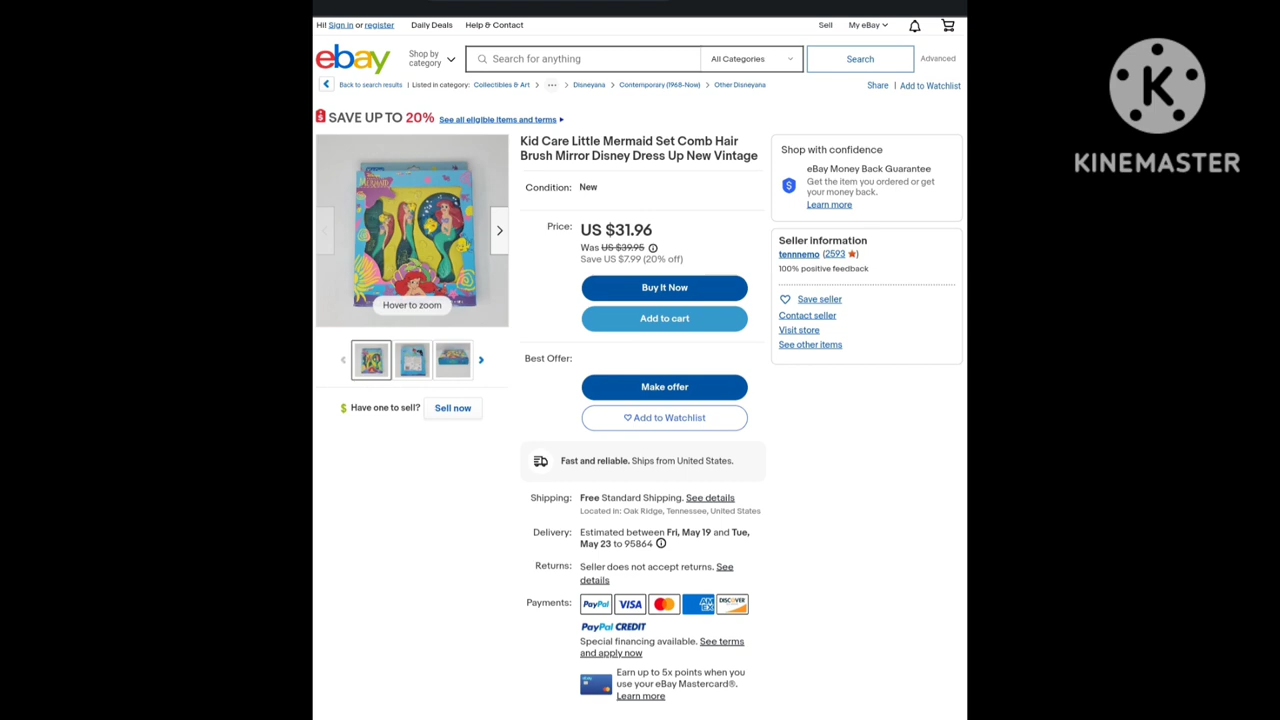 Hi! Sign in or register Daily Deals Help & Contact Sell My eBay
ebay Shop by category Search for anything All Categories Search Advanced
Back to search results | Listed in category: Collectibles & Art > ... > Disneyana > Contemporary (1968-Now) > Other Disneyana Share | Add to Watchlist
KINEMASTER
SAVE UP TO 20% See all eligible items and terms
MERMAID
Hover to zoom
$ Have one to sell? Sell now
Kid Care Little Mermaid Set Comb Hair
Brush Mirror Disney Dress Up New Vintage
Condition: New
Price: US $31.96
Was US $39.95
Save US $7.99 (20% off)
Buy It Now
Add to cart
Best Offer:
Make offer
Add to Watchlist
Fast and reliable. Ships from United States.
Shipping: Free Standard Shipping. See details
Located in: Oak Ridge, Tennessee, United States
Delivery: Estimated between Fri, May 19 and Tue,
May 23 to 95864
Returns: Seller does not accept returns. See
details
Payments: PayPal VISA AM EX DISCOVER
PayPal CREDIT
Special financing available. See terms
and apply now
Earn up to 5x points when you
use your eBay Mastercard®.
Learn more
Shop with confidence
eBay Money Back Guarantee
Get the item you ordered or get
your money back.
Learn more
Seller information
tennnemo (2593)
100% positive feedback
Save seller
Contact seller
Visit store
See other items